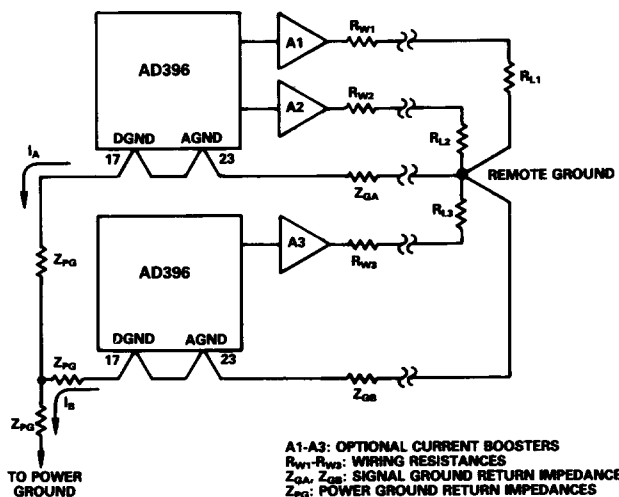 AD396
A1
R_W1
R_L1
A2
R_W2
R_L2
DGND AGND
17 23
I_A
Z_GA
REMOTE GROUND
R_L3
A3
R_W3
Z_PG
AD396
DGND AGND
17 23
Z_PG
I_B
Z_GB
Z_PG
TO POWER
GROUND
A1-A3: OPTIONAL CURRENT BOOSTERS
R_W1-R_W3: WIRING RESISTANCES
Z_GA, Z_GB: SIGNAL GROUND RETURN IMPEDANCE
Z_PG: POWER GROUND RETURN IMPEDANCES